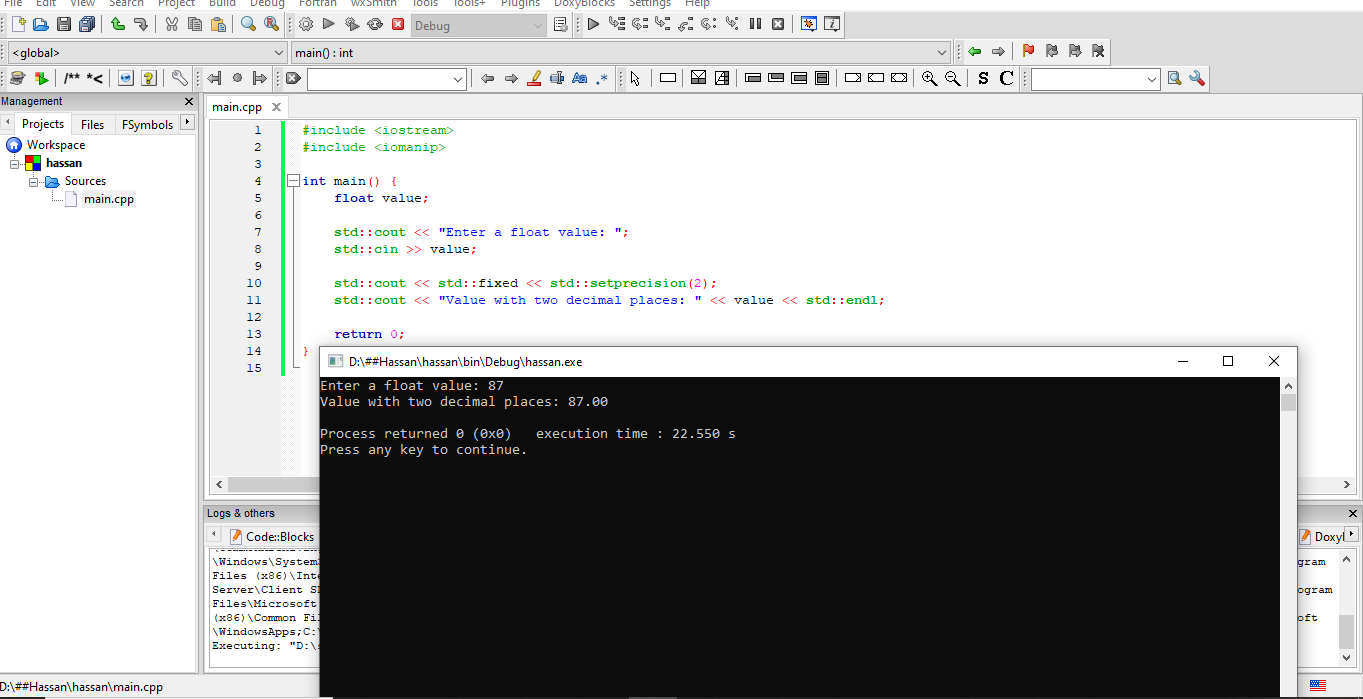 File Edit View Search Project Build Debug Fortran wxSmith Tools Tools+ Plugins DoxyBlocks Settings Help
Debug
<global> main() : int
/** *< Aa .* S C
Management
Projects Files FSymbols
Workspace
hassan
Sources
main.cpp
main.cpp
1 #include <iostream>
2 #include <iomanip>
3
4 int main() {
5 float value;
6
7 std::cout << "Enter a float value: ";
8 std::cin >> value;
9
10 std::cout << std::fixed << std::setprecision(2);
11 std::cout << "Value with two decimal places: " << value << std::endl;
12
13 return 0;
14 }
15
D:\##Hassan\hassan\bin\Debug\hassan.exe
Enter a float value: 87
Value with two decimal places: 87.00
Process returned 0 (0x0) execution time : 22.550 s
Press any key to continue.
Logs & others
Code::Blocks
Doxyl
\Windows\System
Files (x86)\Inte
Server\Client S
Files\Microsoft
(x86)\Common Fi
\WindowsApps;C:
Executing: "D:\
gram
ogram
oft
D:\##Hassan\hassan\main.cpp